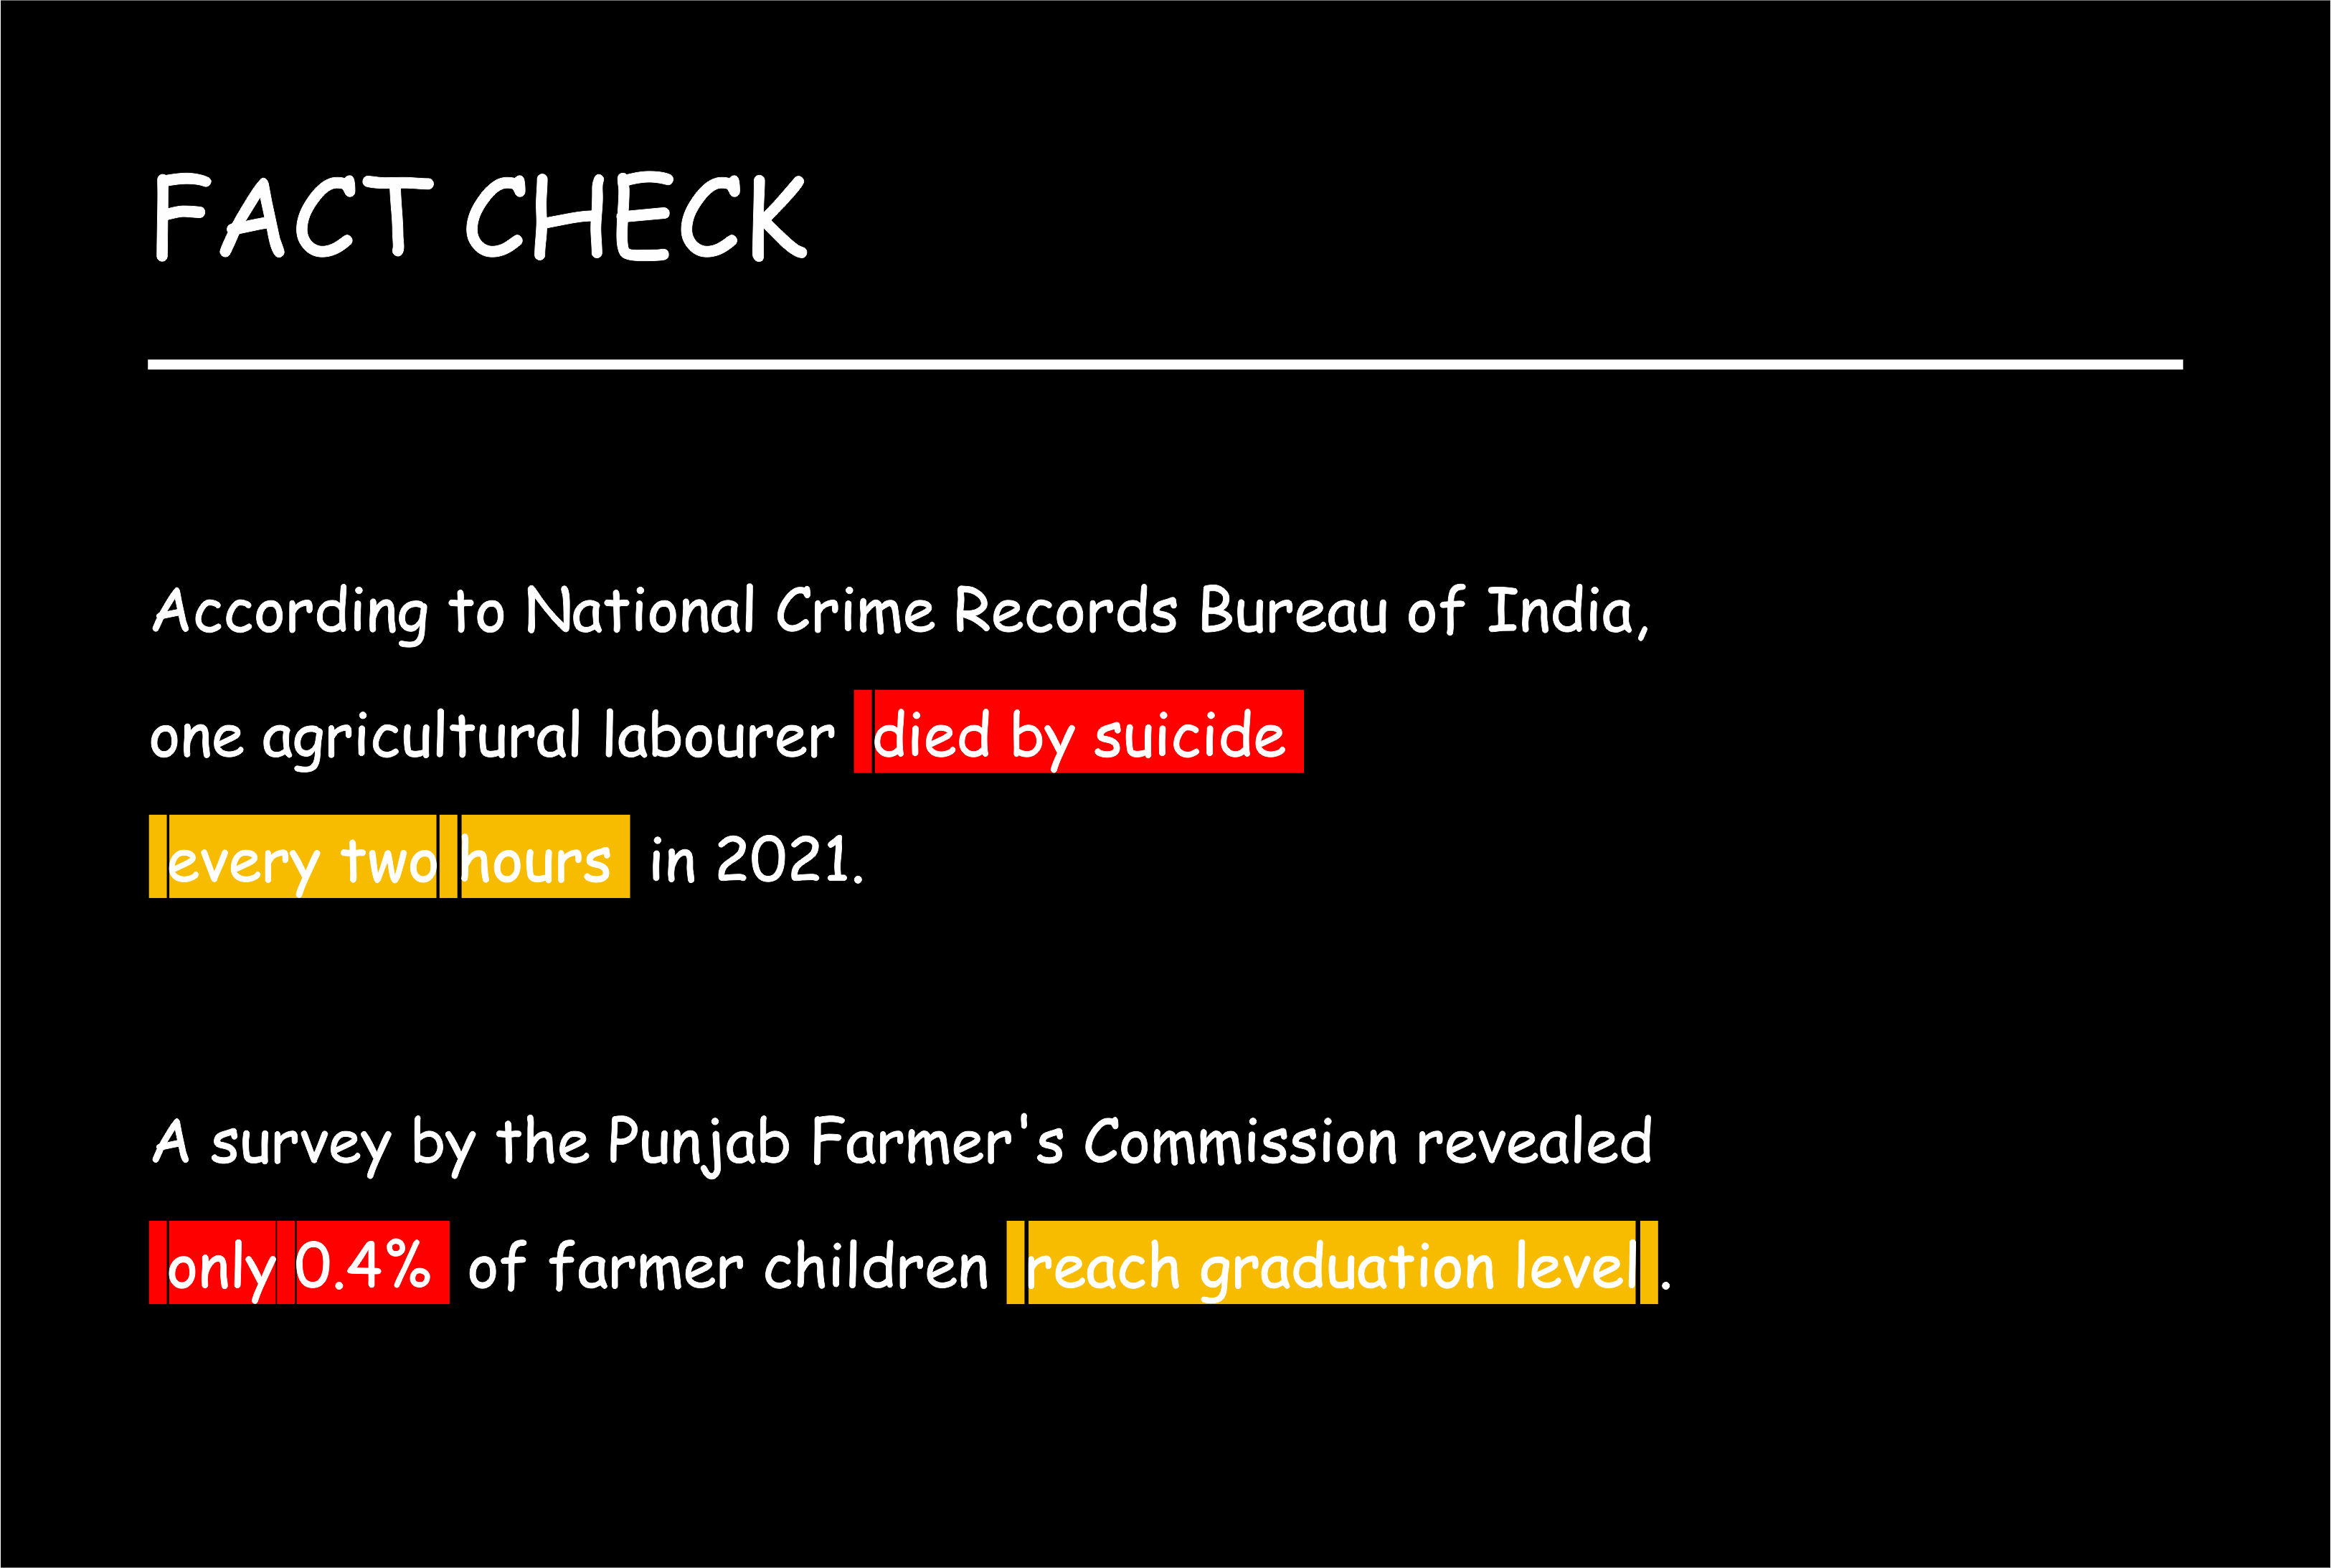 FACT CHECK
According to National Crime Records Bureau of India,
one agricultural labourer died by suicide
every two hours in 2021.
A survey by the Punjab Farmer's Commission revealed
only 0.4% of farmer children reach graduation level.